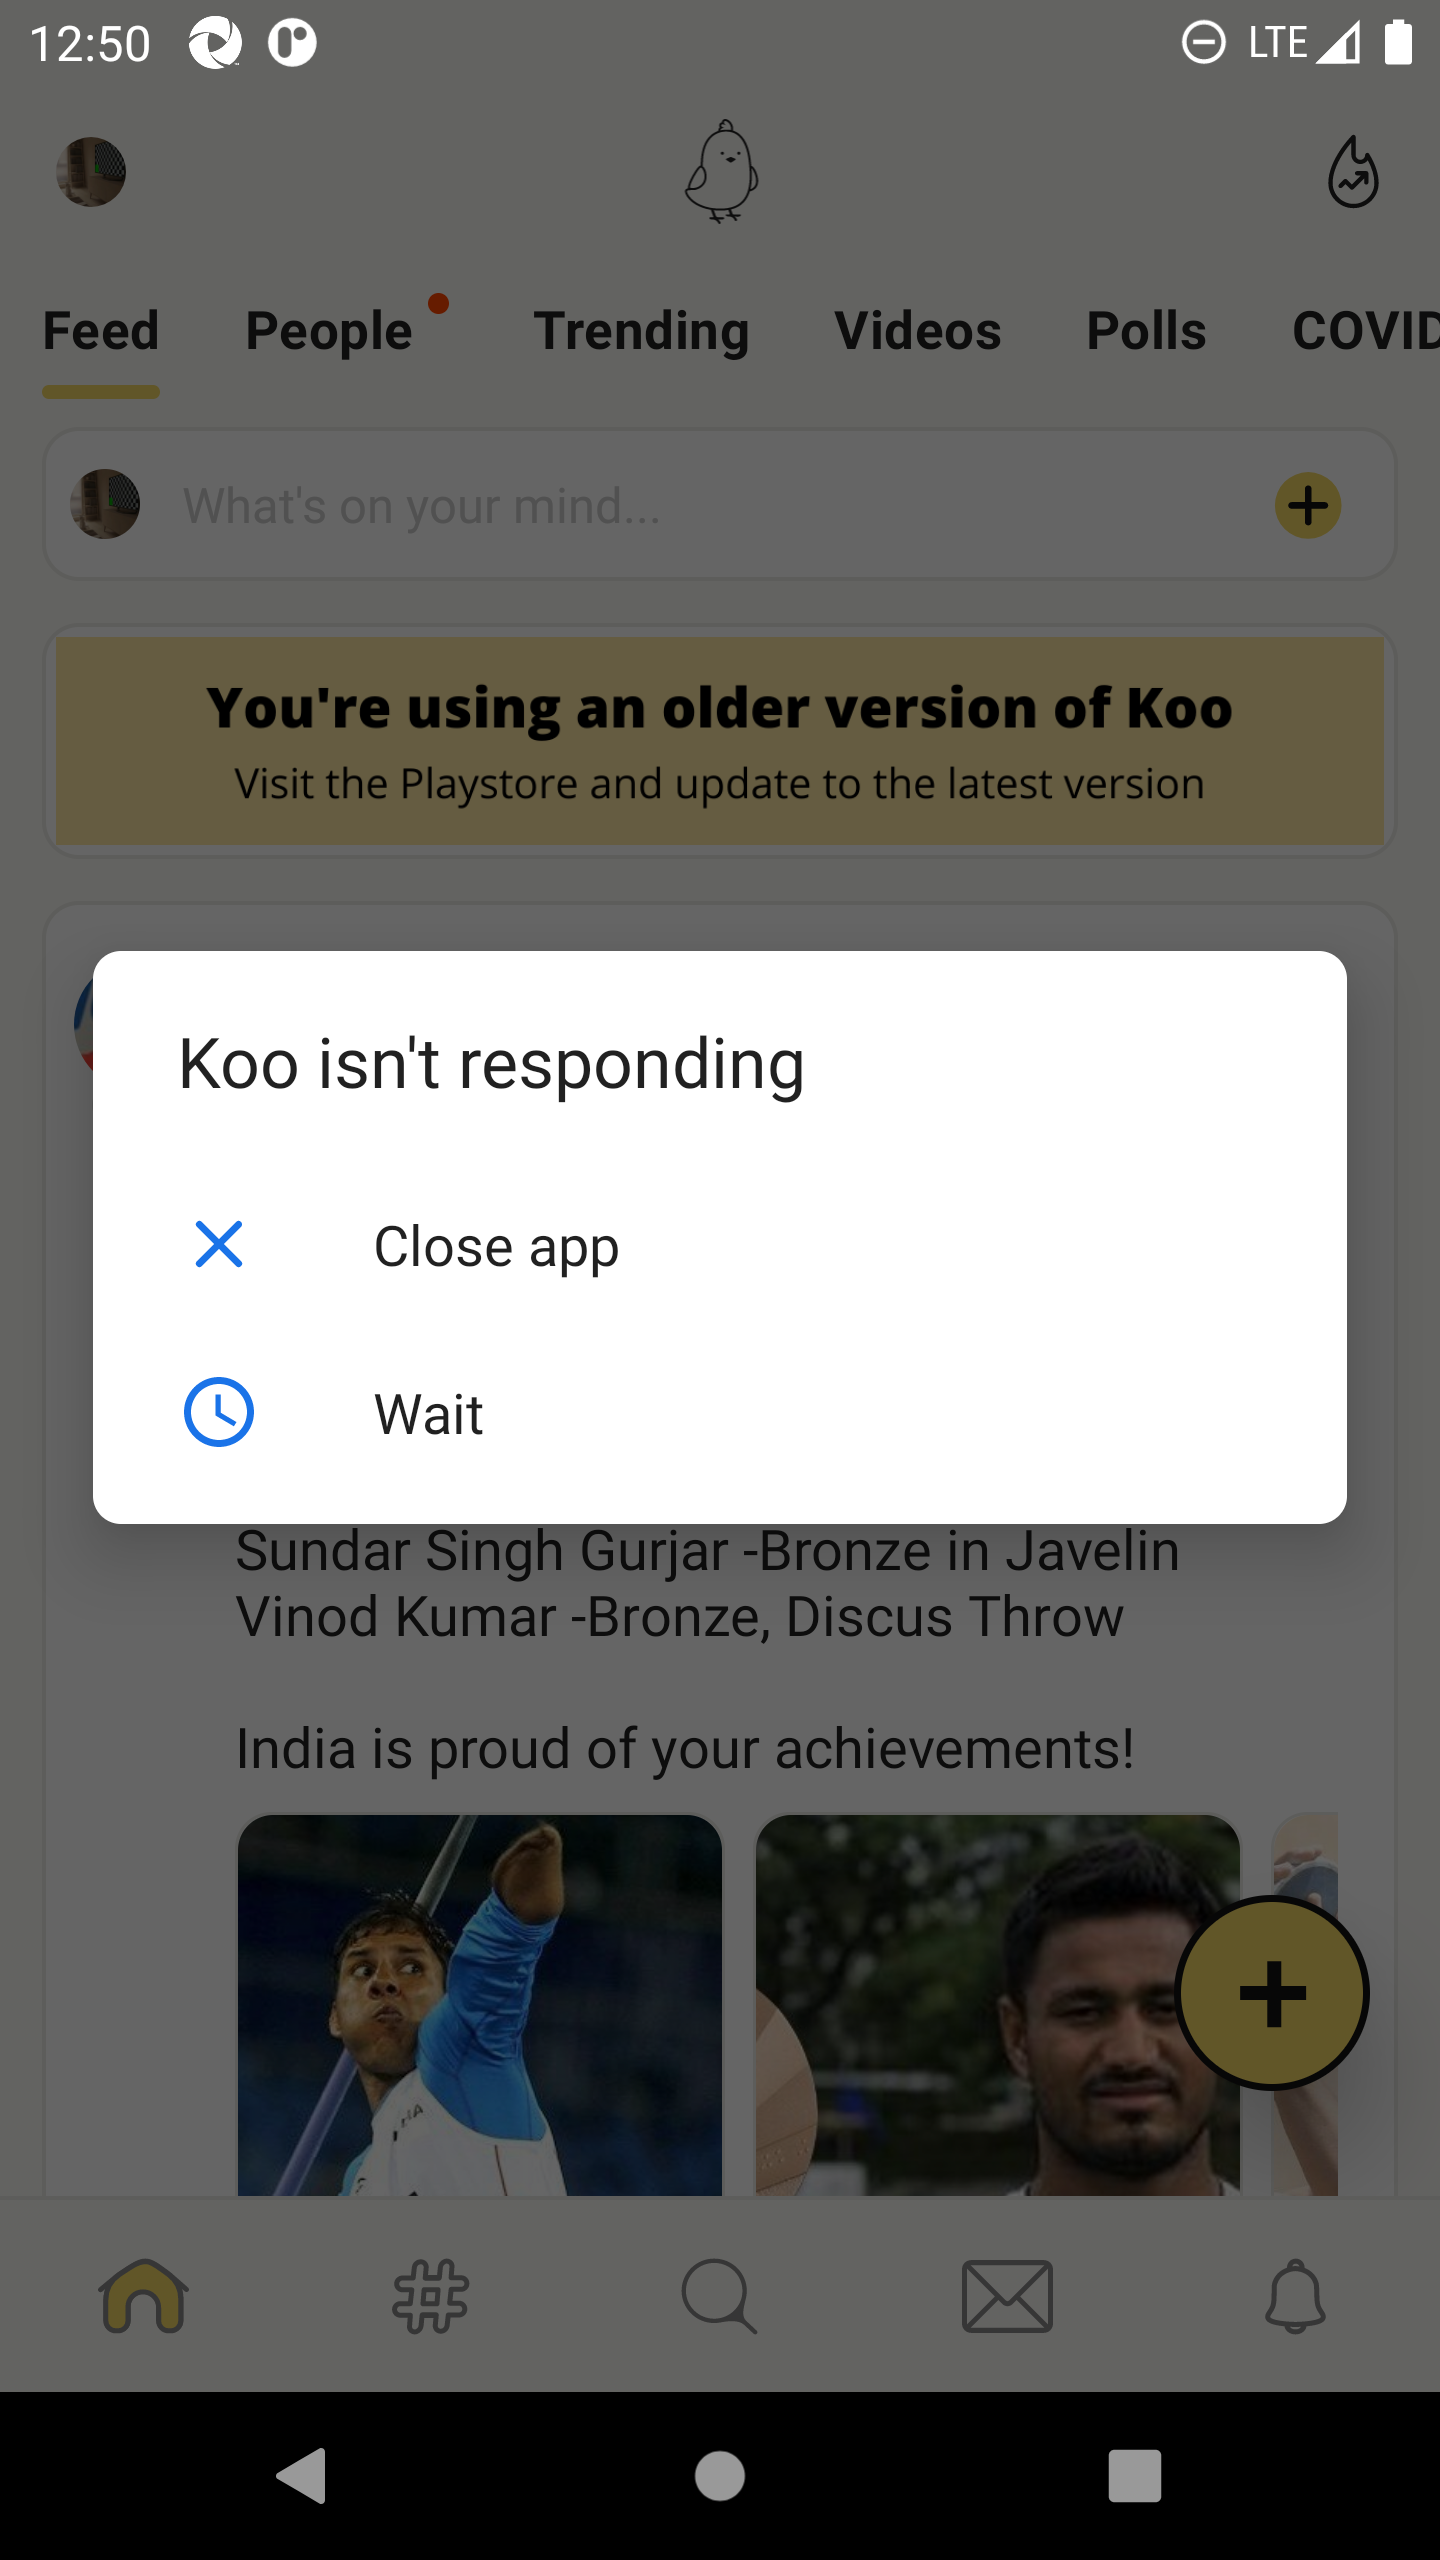 12:50
LTE
Feed People Trending Videos Polls COVID
What's on your mind...
You're using an older version of Koo
Visit the Playstore and update to the latest version
Koo isn't responding
Close app
Wait
Sundar Singh Gurjar -Bronze in Javelin
Vinod Kumar -Bronze, Discus Throw
India is proud of your achievements!